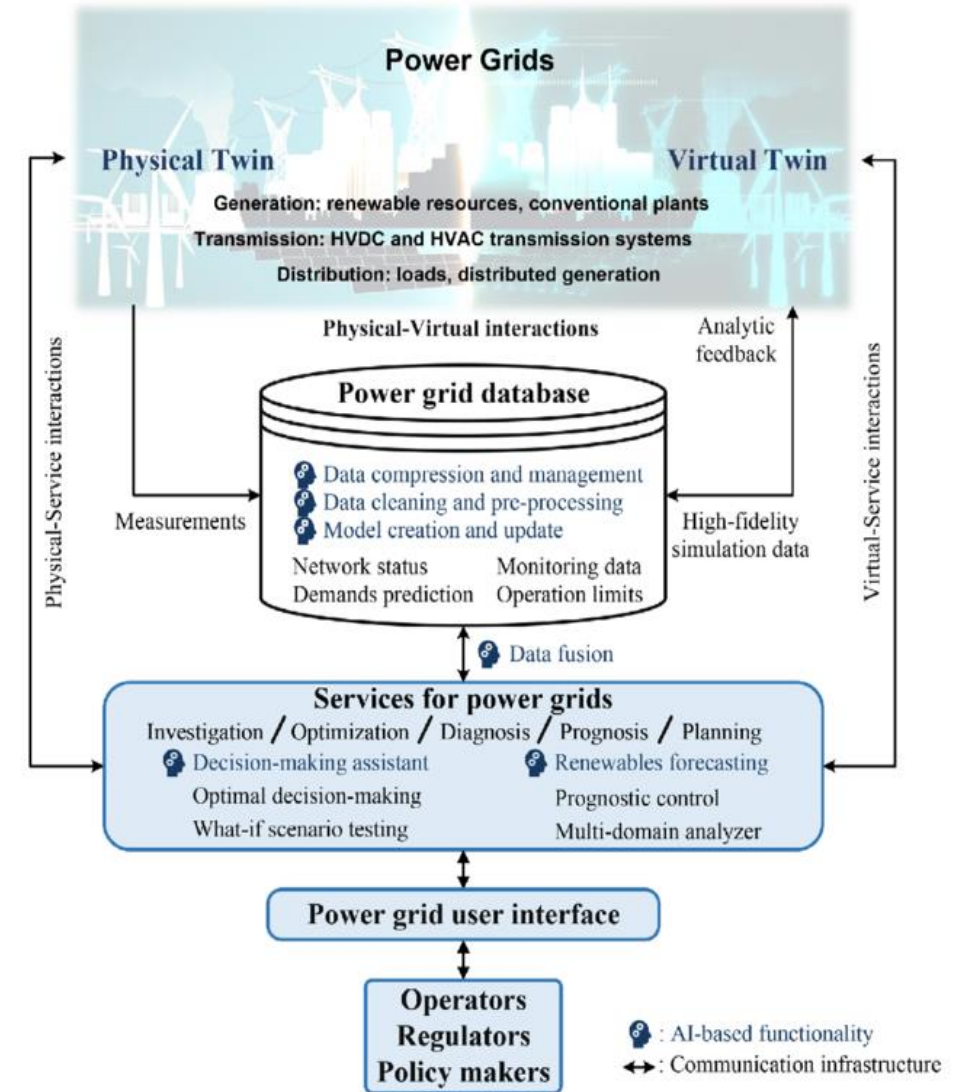 Power Grids
Physical Twin
Virtual Twin
Generation: renewable resources, conventional plants
Transmission: HVDC and HVAC transmission systems
Distribution: loads, distributed generation
Physical-Service interactions
Virtual-Service interactions
Physical-Virtual interactions
Analytic
feedback
Power grid database
Data compression and management
Data cleaning and pre-processing
Model creation and update
Network status
Monitoring data
Demands prediction
Operation limits
Measurements
High-fidelity
simulation data
Data fusion
Services for power grids
Investigation / Optimization / Diagnosis / Prognosis / Planning
Decision-making assistant
Renewables forecasting
Optimal decision-making
Prognostic control
What-if scenario testing
Multi-domain analyzer
Power grid user interface
Operators
Regulators
Policy makers
: AI-based functionality
: Communication infrastructure